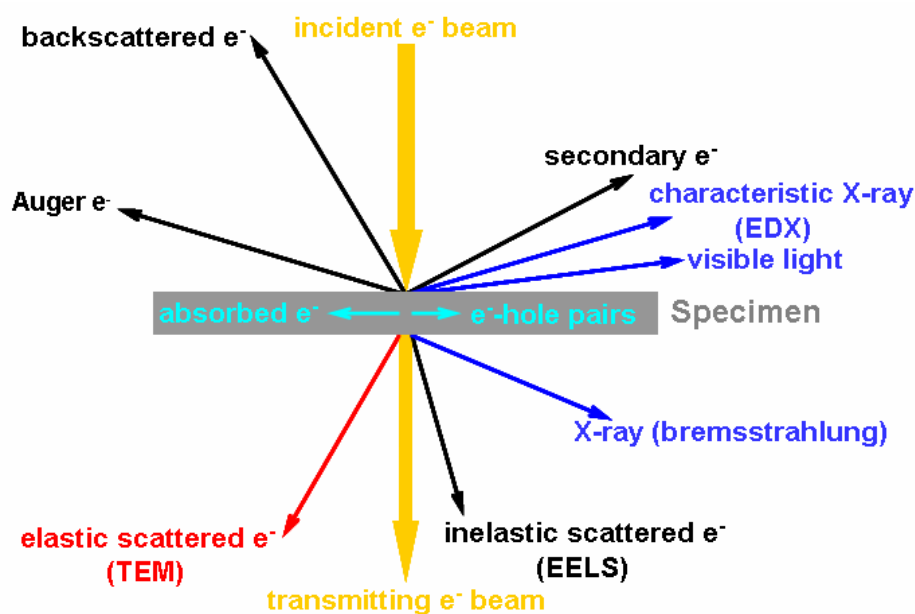 incident e⁻ beam
backscattered e⁻
secondary e⁻
characteristic X-ray
(EDX)
Auger e⁻
visible light
absorbed e⁻
e⁻-hole pairs
Specimen
X-ray (bremsstrahlung)
elastic scattered e⁻
(TEM)
inelastic scattered e⁻
(EELS)
transmitting e⁻ beam